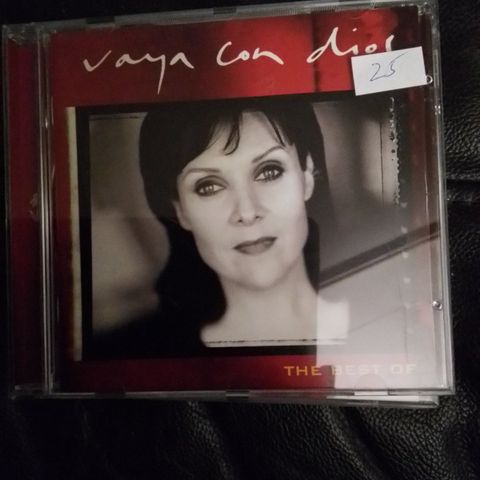 vaya con dios
25
THE BEST OF